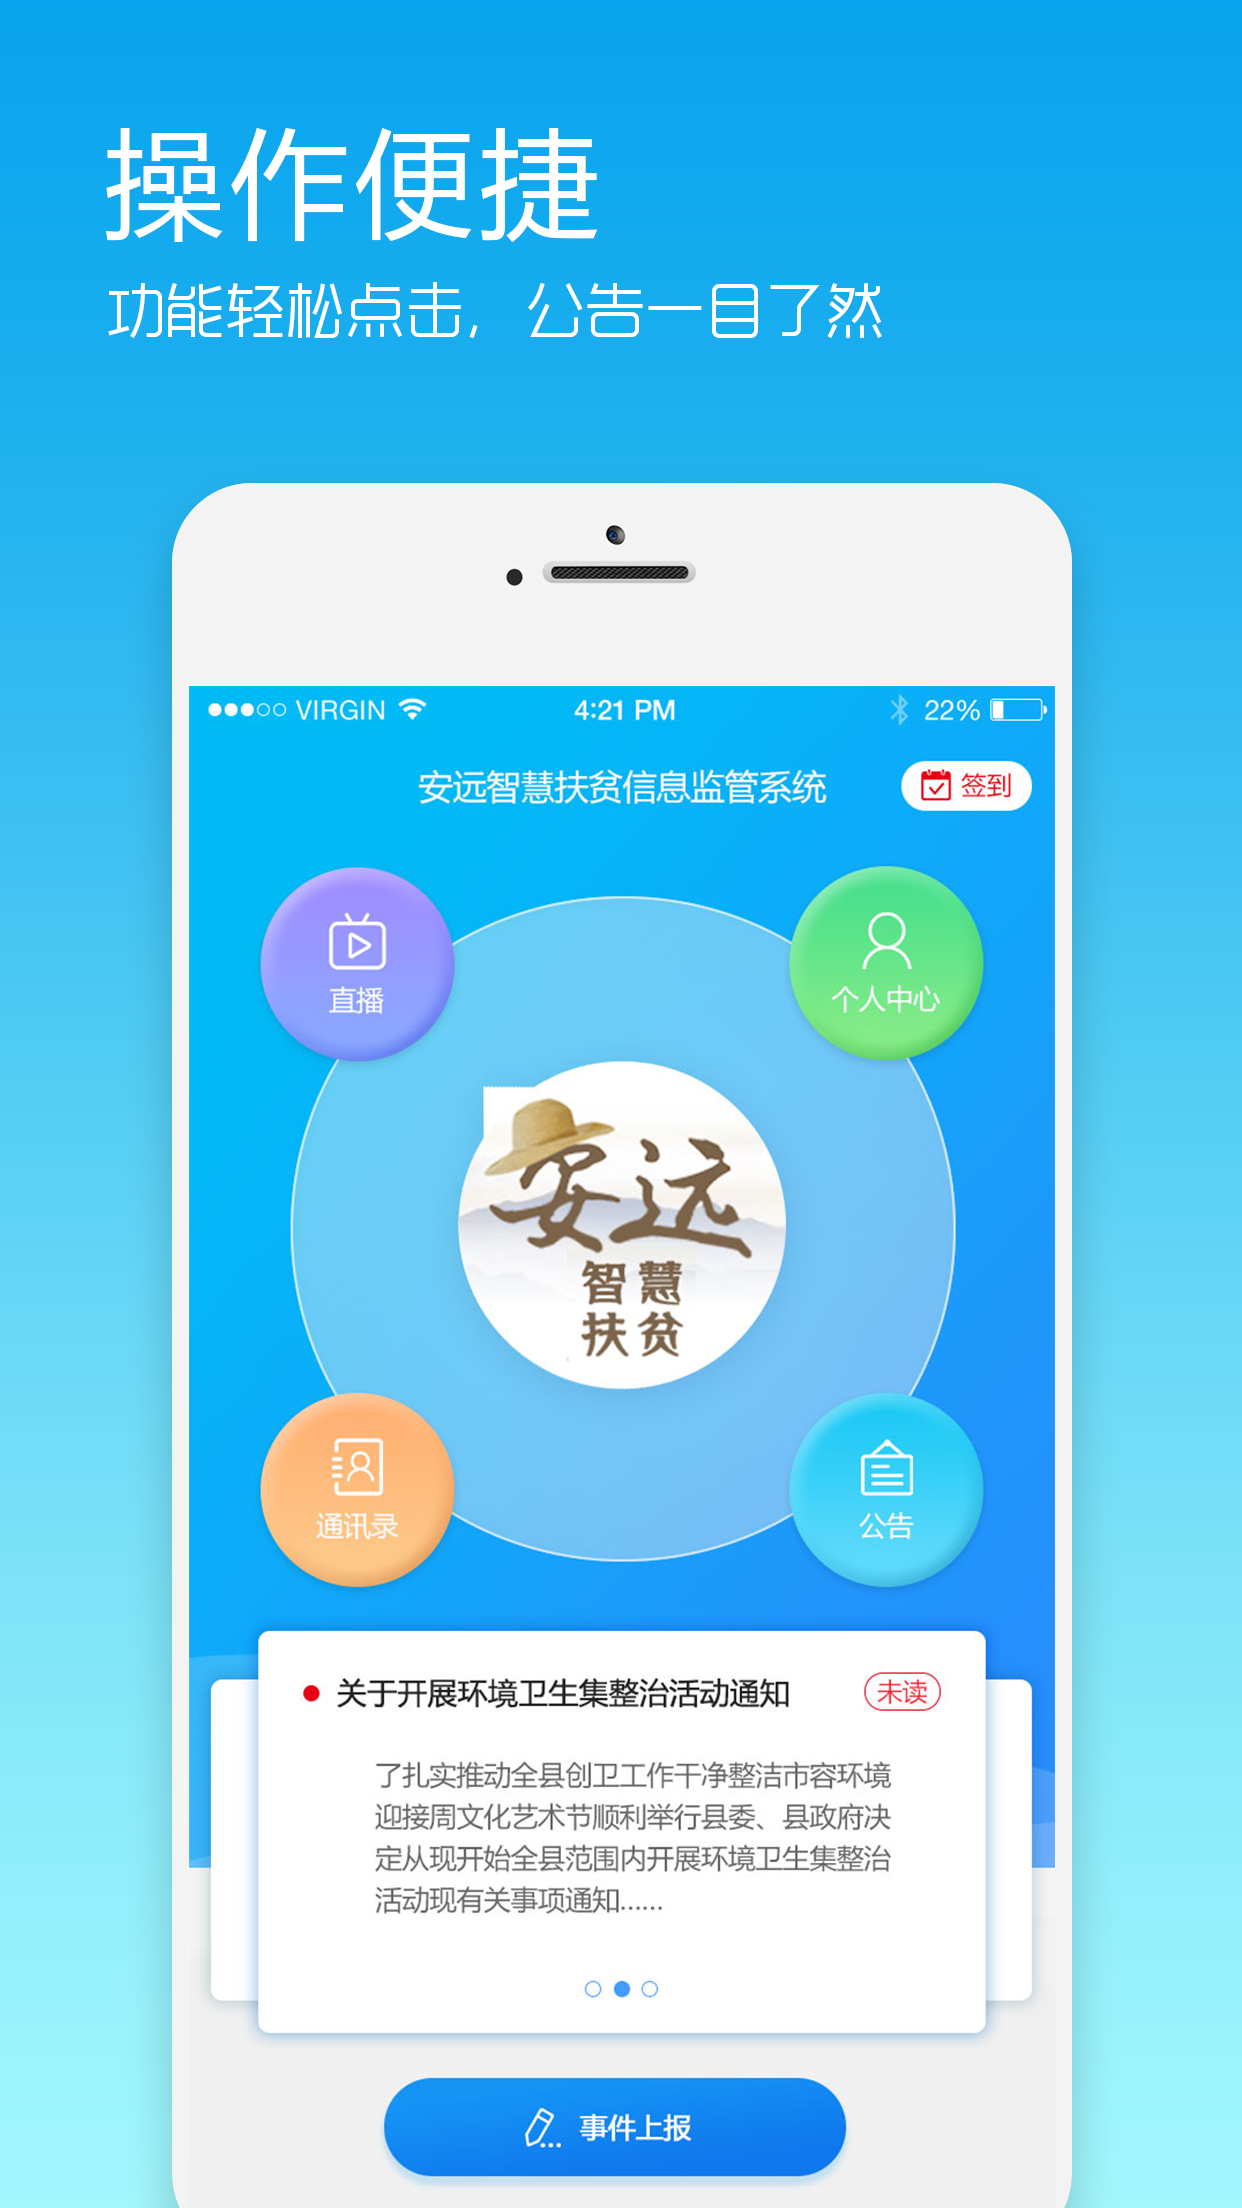 操作便捷
功能轻松点击，公告一目了然
VIRGIN 4:21 PM 22%
安远智慧扶贫信息监管系统 签到
直播 个人中心
安远
智慧
扶贫
通讯录 公告
关于开展环境卫生集整治活动通知 未读
了扎实推动全县创卫工作干净整洁市容环境
迎接周文化艺术节顺利举行县委、县政府决
定从现开始全县范围内开展环境卫生集整治
活动现有关事项通知......
事件上报